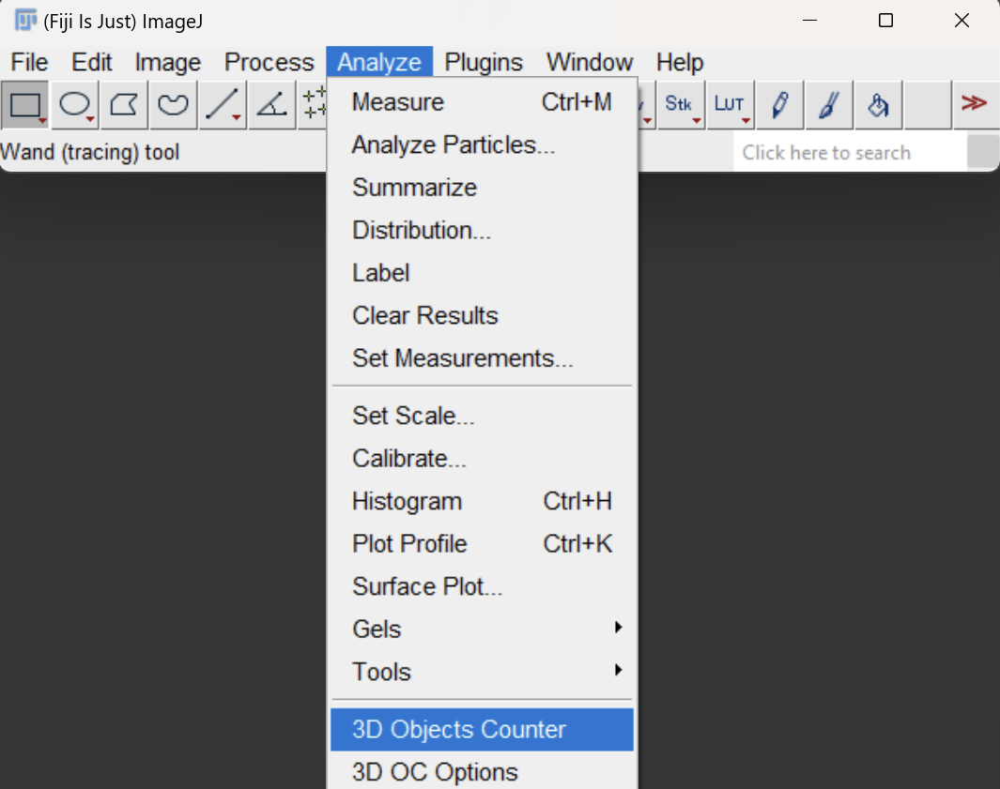 (Fiji Is Just) ImageJ
File Edit Image Process Analyze Plugins Window Help
Stk LUT
Wand (tracing) tool
Click here to search
Measure Ctrl+M
Analyze Particles...
Summarize
Distribution...
Label
Clear Results
Set Measurements...
Set Scale...
Calibrate...
Histogram Ctrl+H
Plot Profile Ctrl+K
Surface Plot...
Gels
Tools
3D Objects Counter
3D OC Options